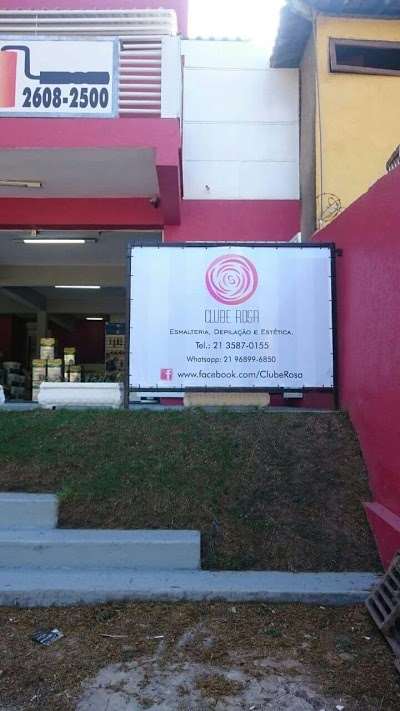 2608-2500
CLUBE ROSA
ESMALTERIA, DEPILAÇÃO E ESTÉTICA.
Tel.: 21 3587-0155
Whatsapp: 21 96899-6850
f www.facebook.com/ClubeRosa